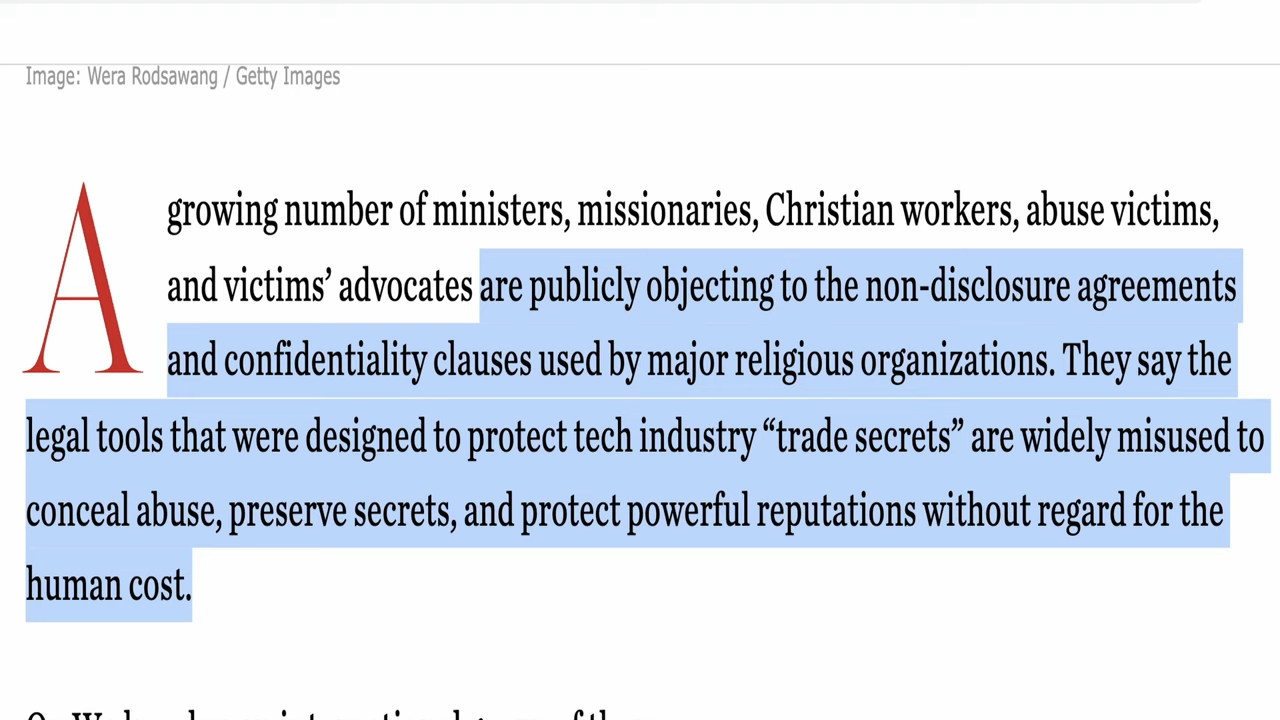 Image: Wera Rodsawang / Getty Images
A growing number of ministers, missionaries, Christian workers, abuse victims,
and victims’ advocates are publicly objecting to the non-disclosure agreements
and confidentiality clauses used by major religious organizations. They say the
legal tools that were designed to protect tech industry “trade secrets” are widely misused to
conceal abuse, preserve secrets, and protect powerful reputations without regard for the
human cost.